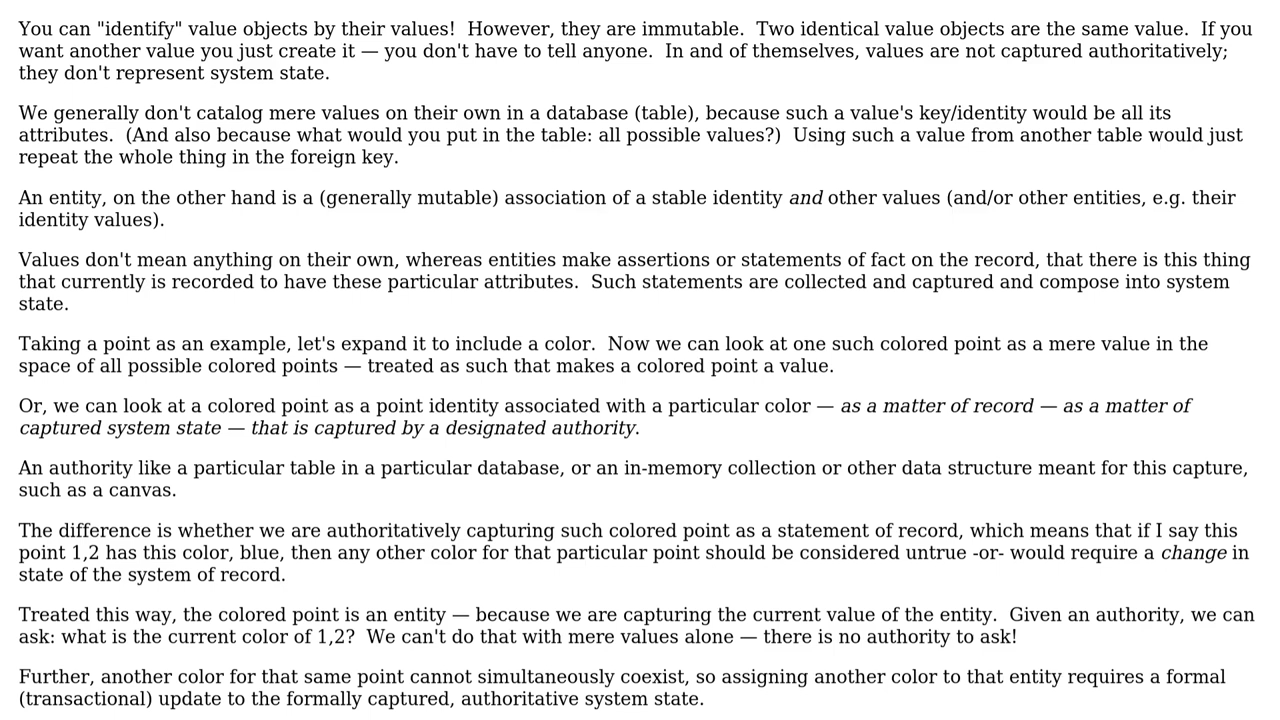 You can "identify" value objects by their values!  However, they are immutable.  Two identical value objects are the same value.  If you
want another value you just create it — you don't have to tell anyone.  In and of themselves, values are not captured authoritatively;
they don't represent system state.
We generally don't catalog mere values on their own in a database (table), because such a value's key/identity would be all its
attributes.  (And also because what would you put in the table: all possible values?)  Using such a value from another table would just
repeat the whole thing in the foreign key.
An entity, on the other hand is a (generally mutable) association of a stable identity and other values (and/or other entities, e.g. their
identity values).
Values don't mean anything on their own, whereas entities make assertions or statements of fact on the record, that there is this thing
that currently is recorded to have these particular attributes.  Such statements are collected and captured and compose into system
state.
Taking a point as an example, let's expand it to include a color.  Now we can look at one such colored point as a mere value in the
space of all possible colored points — treated as such that makes a colored point a value.
Or, we can look at a colored point as a point identity associated with a particular color — as a matter of record — as a matter of
captured system state — that is captured by a designated authority.
An authority like a particular table in a particular database, or an in-memory collection or other data structure meant for this capture,
such as a canvas.
The difference is whether we are authoritatively capturing such colored point as a statement of record, which means that if I say this
point 1,2 has this color, blue, then any other color for that particular point should be considered untrue -or- would require a change in
state of the system of record.
Treated this way, the colored point is an entity — because we are capturing the current value of the entity.  Given an authority, we can
ask: what is the current color of 1,2?  We can't do that with mere values alone — there is no authority to ask!
Further, another color for that same point cannot simultaneously coexist, so assigning another color to that entity requires a formal
(transactional) update to the formally captured, authoritative system state.